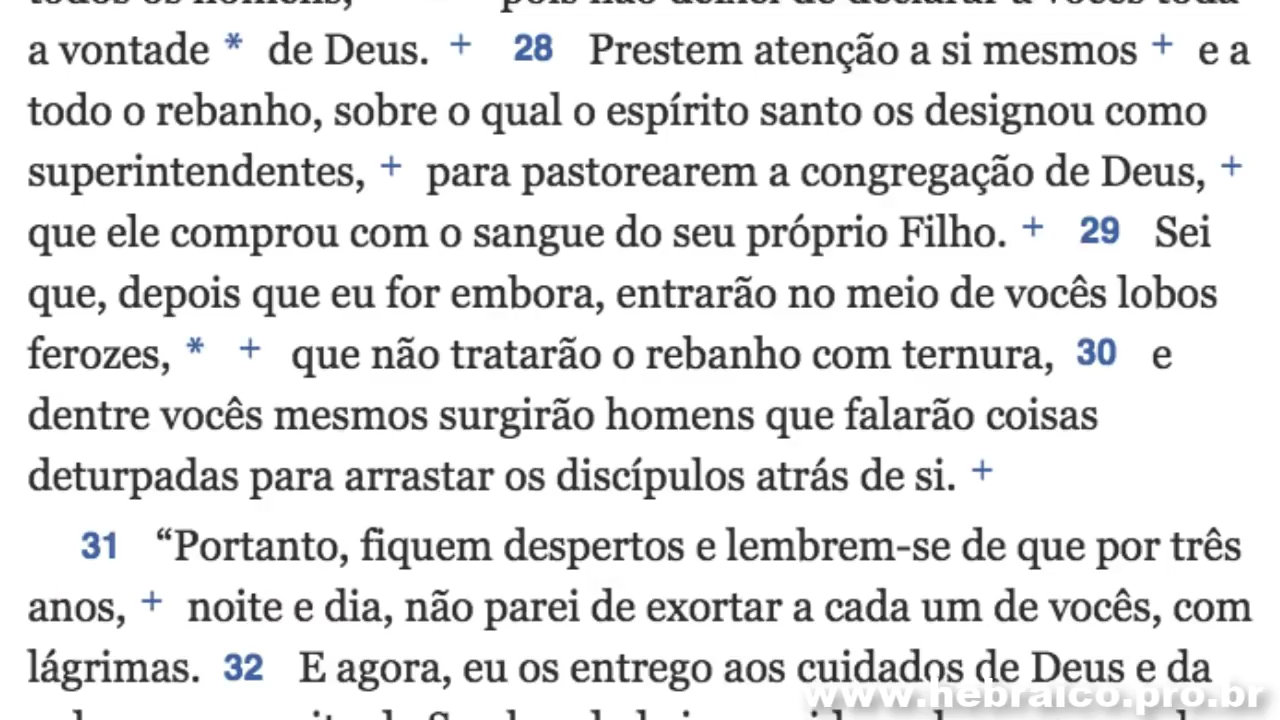 a vontade * de Deus. + 28 Prestem atenção a si mesmos + e a
todo o rebanho, sobre o qual o espírito santo os designou como
superintendentes, + para pastorearem a congregação de Deus, +
que ele comprou com o sangue do seu próprio Filho. + 29 Sei
que, depois que eu for embora, entrarão no meio de vocês lobos
ferozes, * + que não tratarão o rebanho com ternura, 30 e
dentre vocês mesmos surgirão homens que falarão coisas
deturpadas para arrastar os discípulos atrás de si. +
31 “Portanto, fiquem despertos e lembrem-se de que por três
anos, + noite e dia, não parei de exortar a cada um de vocês, com
lágrimas. 32 E agora, eu os entrego aos cuidados de Deus e da
www.hebraico.pro.br